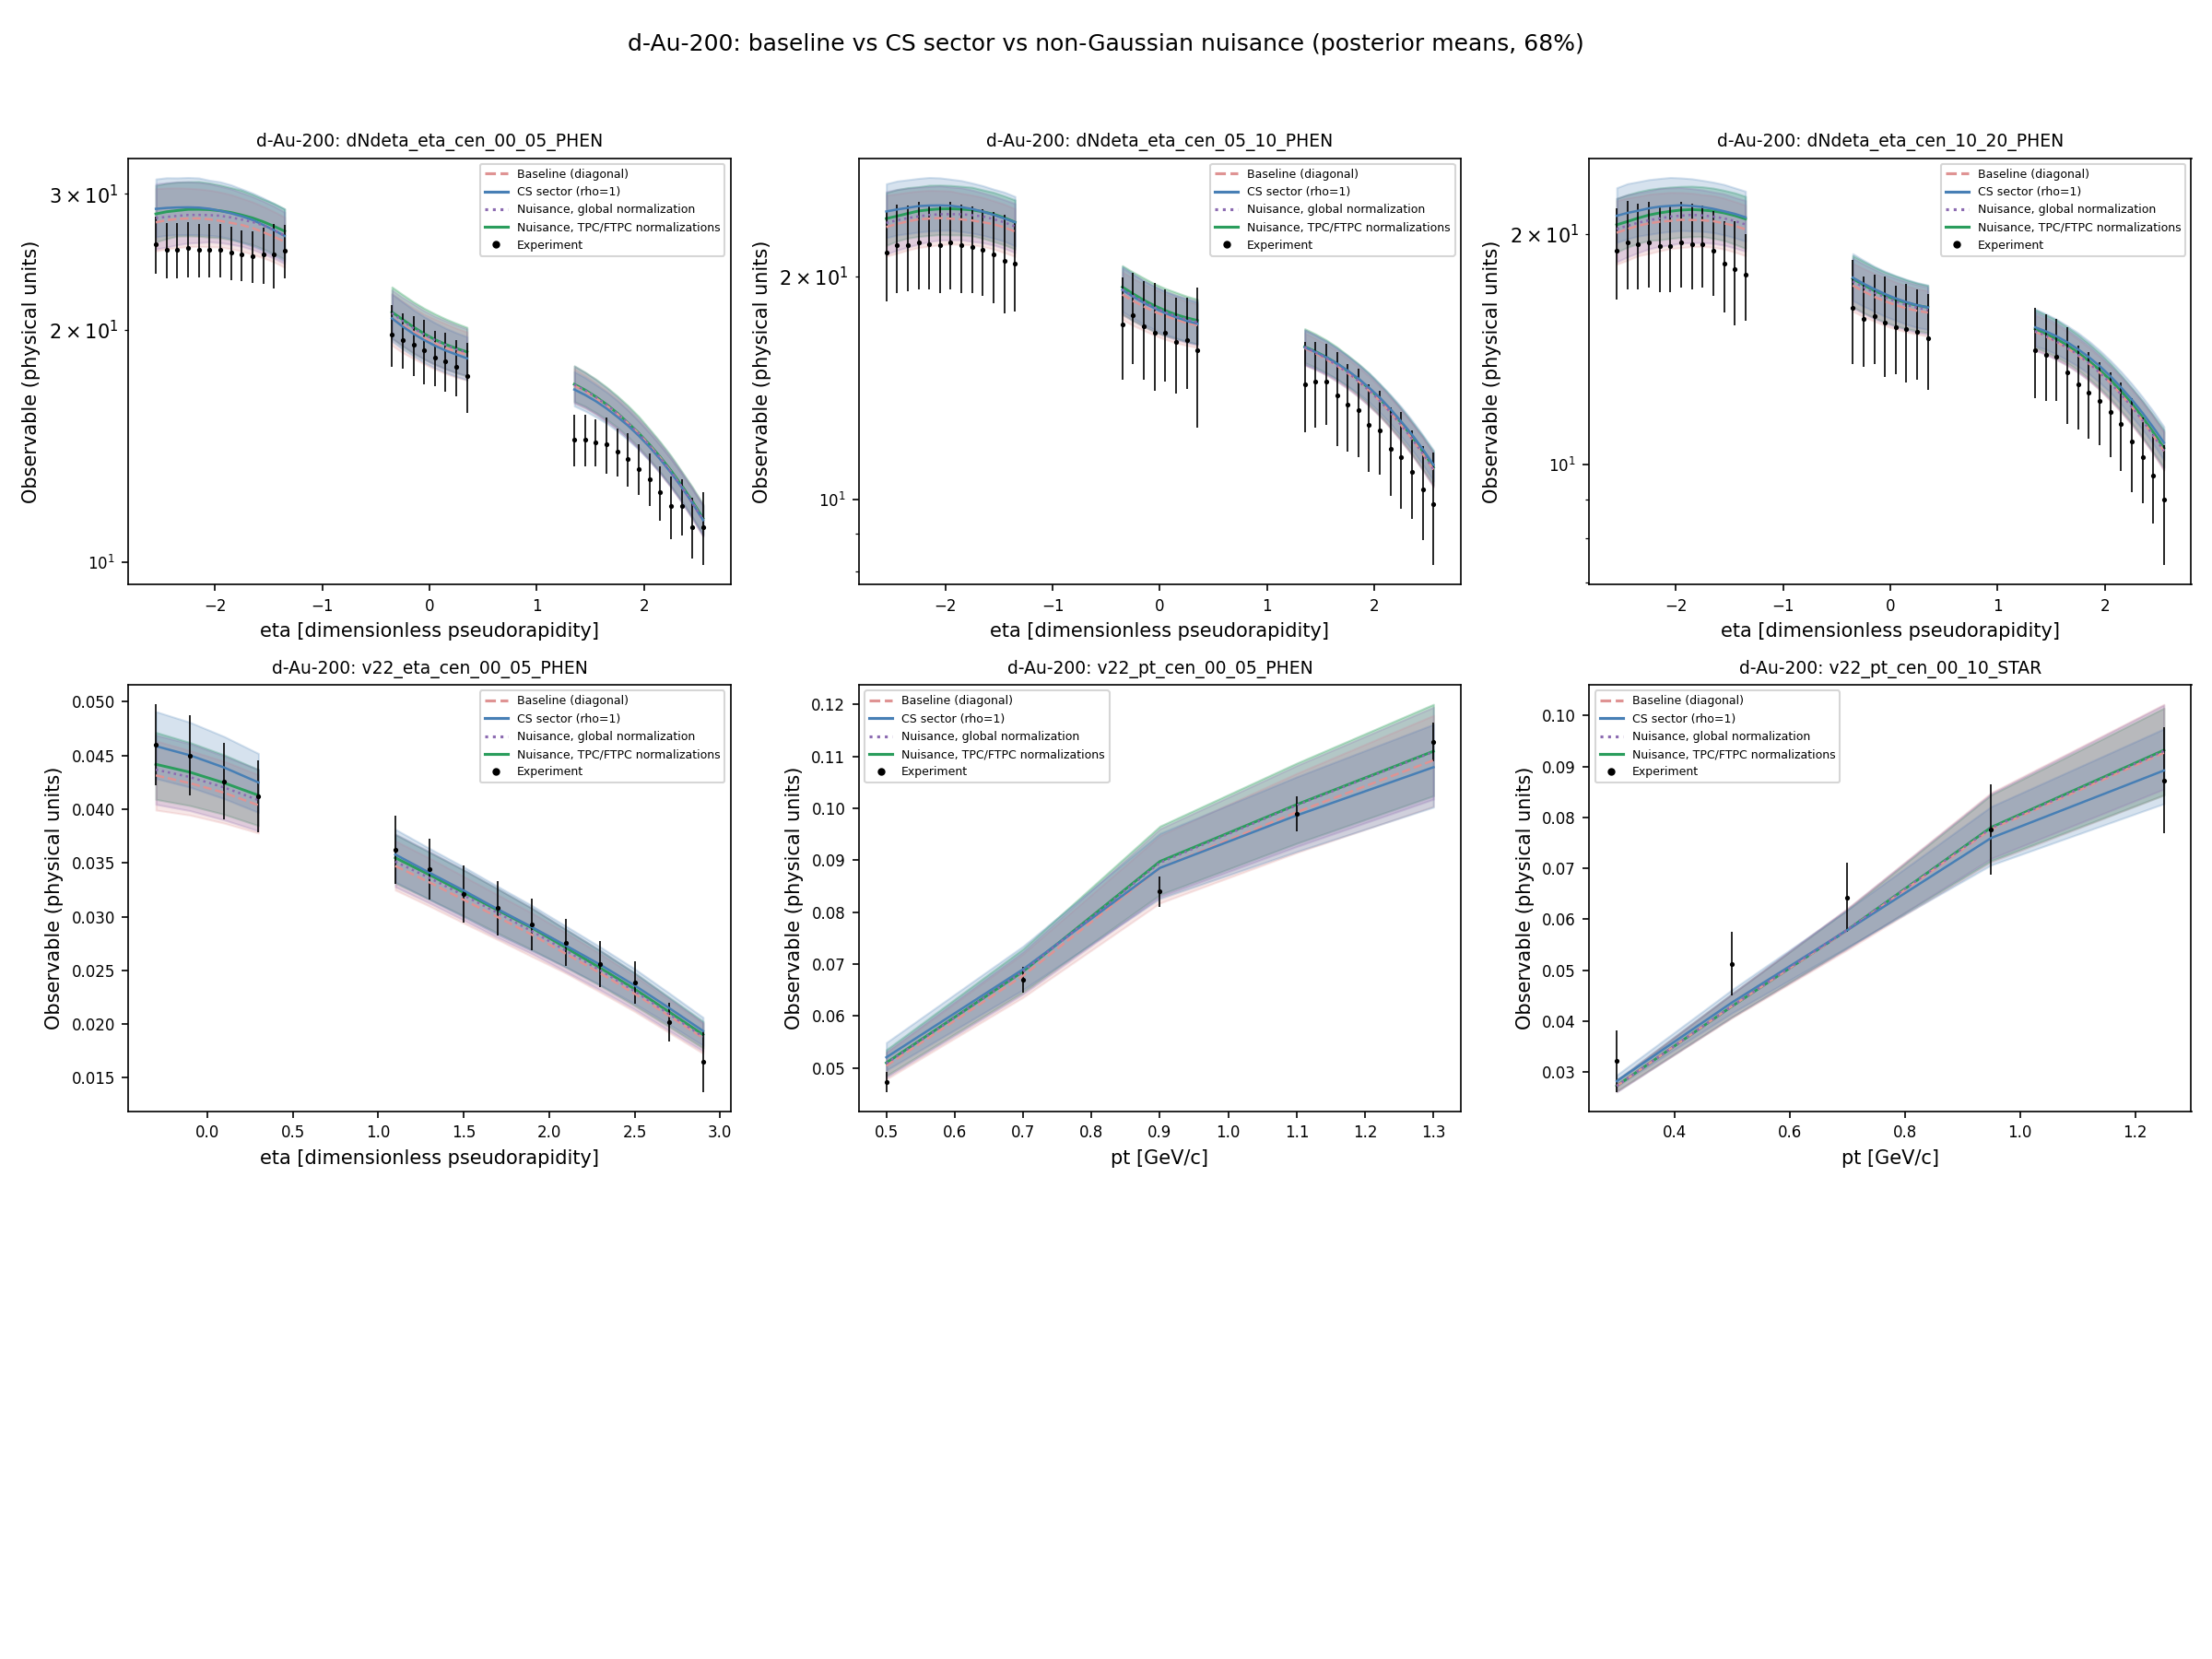 d-Au-200: baseline vs CS sector vs non-Gaussian nuisance (posterior means, 68%)
d-Au-200: dNdeta_eta_cen_00_05_PHEN
Observable (physical units)
3 × 10¹
2 × 10¹
10¹
Baseline (diagonal)
CS sector (rho=1)
Nuisance, global normalization
Nuisance, TPC/FTPC normalizations
Experiment
−2 −1 0 1 2
eta [dimensionless pseudorapidity]
d-Au-200: dNdeta_eta_cen_05_10_PHEN
Observable (physical units)
2 × 10¹
10¹
Baseline (diagonal)
CS sector (rho=1)
Nuisance, global normalization
Nuisance, TPC/FTPC normalizations
Experiment
−2 −1 0 1 2
eta [dimensionless pseudorapidity]
d-Au-200: dNdeta_eta_cen_10_20_PHEN
Observable (physical units)
2 × 10¹
10¹
Baseline (diagonal)
CS sector (rho=1)
Nuisance, global normalization
Nuisance, TPC/FTPC normalizations
Experiment
−2 −1 0 1 2
eta [dimensionless pseudorapidity]
d-Au-200: v22_eta_cen_00_05_PHEN
Observable (physical units)
0.050
0.045
0.040
0.035
0.030
0.025
0.020
0.015
Baseline (diagonal)
CS sector (rho=1)
Nuisance, global normalization
Nuisance, TPC/FTPC normalizations
Experiment
0.0 0.5 1.0 1.5 2.0 2.5 3.0
eta [dimensionless pseudorapidity]
d-Au-200: v22_pt_cen_00_05_PHEN
Observable (physical units)
0.12
0.11
0.10
0.09
0.08
0.07
0.06
0.05
Baseline (diagonal)
CS sector (rho=1)
Nuisance, global normalization
Nuisance, TPC/FTPC normalizations
Experiment
0.5 0.6 0.7 0.8 0.9 1.0 1.1 1.2 1.3
pt [GeV/c]
d-Au-200: v22_pt_cen_00_10_STAR
Observable (physical units)
0.10
0.09
0.08
0.07
0.06
0.05
0.04
0.03
Baseline (diagonal)
CS sector (rho=1)
Nuisance, global normalization
Nuisance, TPC/FTPC normalizations
Experiment
0.4 0.6 0.8 1.0 1.2
pt [GeV/c]